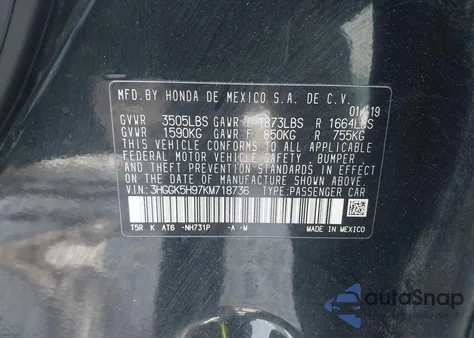 MFD.BY HONDA DE MEXICO S.A. DE C.V.
01/19
GVWR 3505LBS GAWR F 1873LBS R 1664LBS
GVWR 1590KG GAWR F 850KG R 755KG
THIS VEHICLE CONFORMS TO ALL APPLICABLE
FEDERAL MOTOR VEHICLE SAFETY, BUMPER
AND THEFT PREVENTION STANDARDS IN EFFECT
ON THE DATE OF MANUFACTURE SHOWN ABOVE.
V.I.N.:3HGGK5H97KM718736 TYPE:PASSENGER CAR
T5R K AT6 -NH731P -A -M MADE IN MEXICO
autoSnap